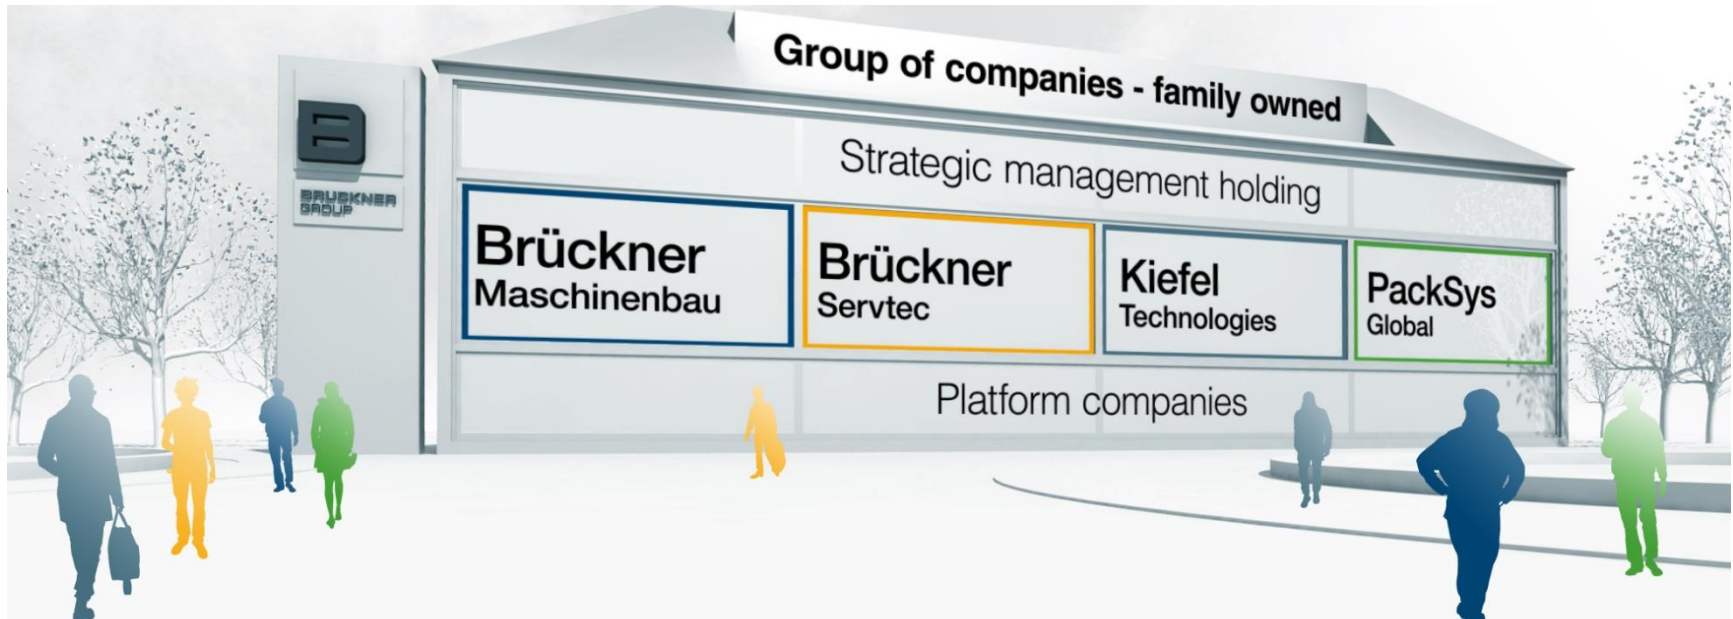 Group of companies - family owned
Strategic management holding
BRUCKNER
GROUP
Brückner
Maschinenbau
Brückner
Servtec
Kiefel
Technologies
PackSys
Global
Platform companies